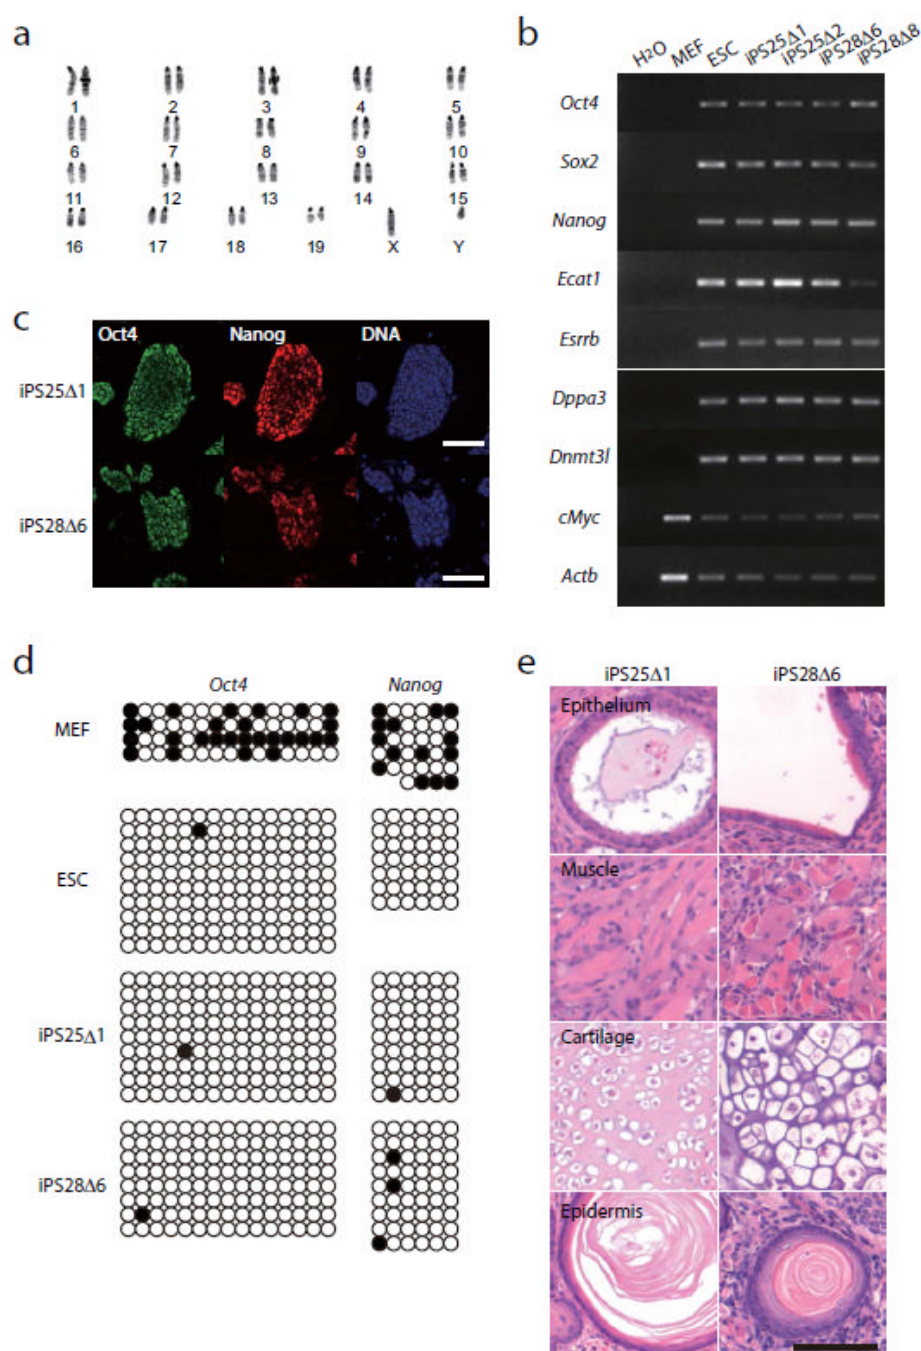 a
1 2 3 4 5
6 7 8 9 10
11 12 13 14 15
16 17 18 19 X Y
b
H2O MEF ESC iPS25Δ1 iPS25Δ2 iPS28Δ6 iPS28Δ8
Oct4
Sox2
Nanog
Ecat1
Esrrb
Dppa3
Dnmt3l
cMyc
Actb
c
Oct4 Nanog DNA
iPS25Δ1
iPS28Δ6
d
Oct4 Nanog
MEF
ESC
iPS25Δ1
iPS28Δ6
e
iPS25Δ1 iPS28Δ6
Epithelium
Muscle
Cartilage
Epidermis